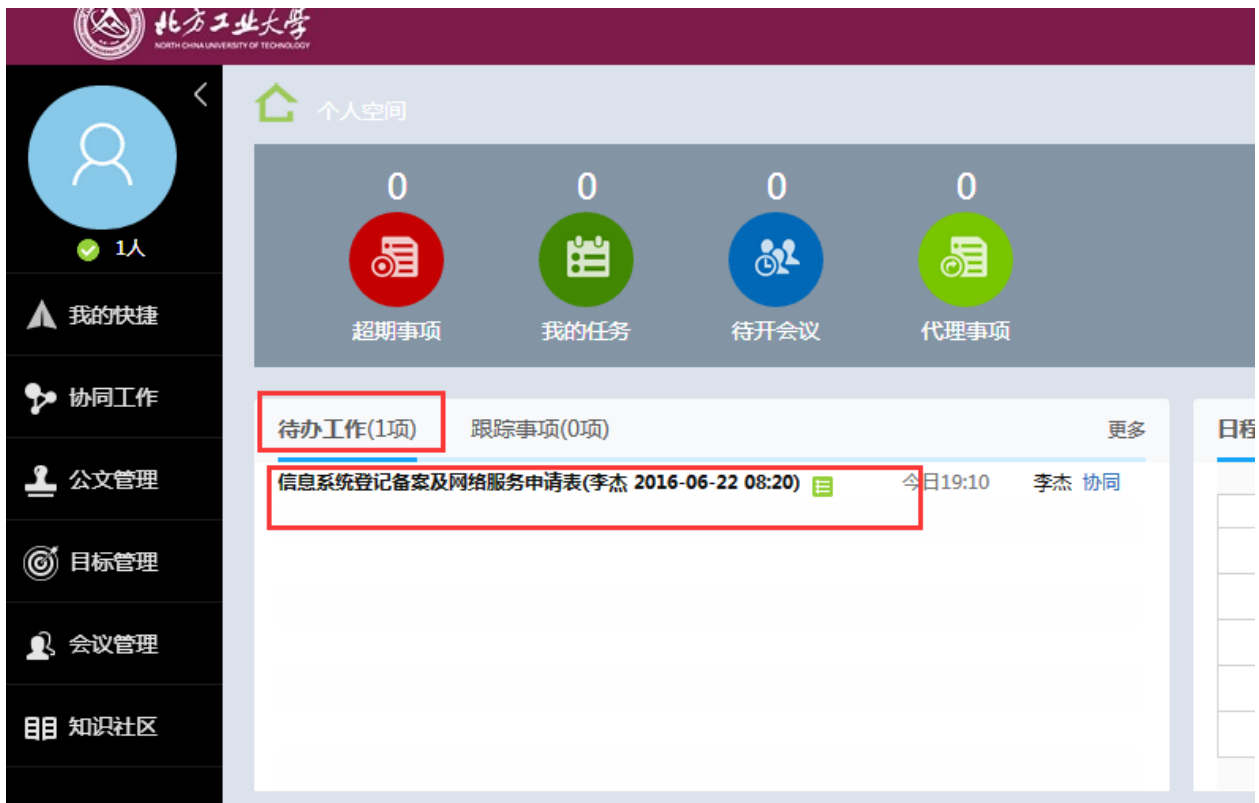 北方工业大学
NORTH CHINA UNIVERSITY OF TECHNOLOGY
个人空间
1人
0 0 0 0
超期事项 我的任务 待开会议 代理事项
我的快捷
协同工作
公文管理
目标管理
会议管理
知识社区
待办工作(1项) 跟踪事项(0项) 更多 日程
信息系统登记备案及网络服务申请表(李杰 2016-06-22 08:20) 今日19:10 李杰 协同